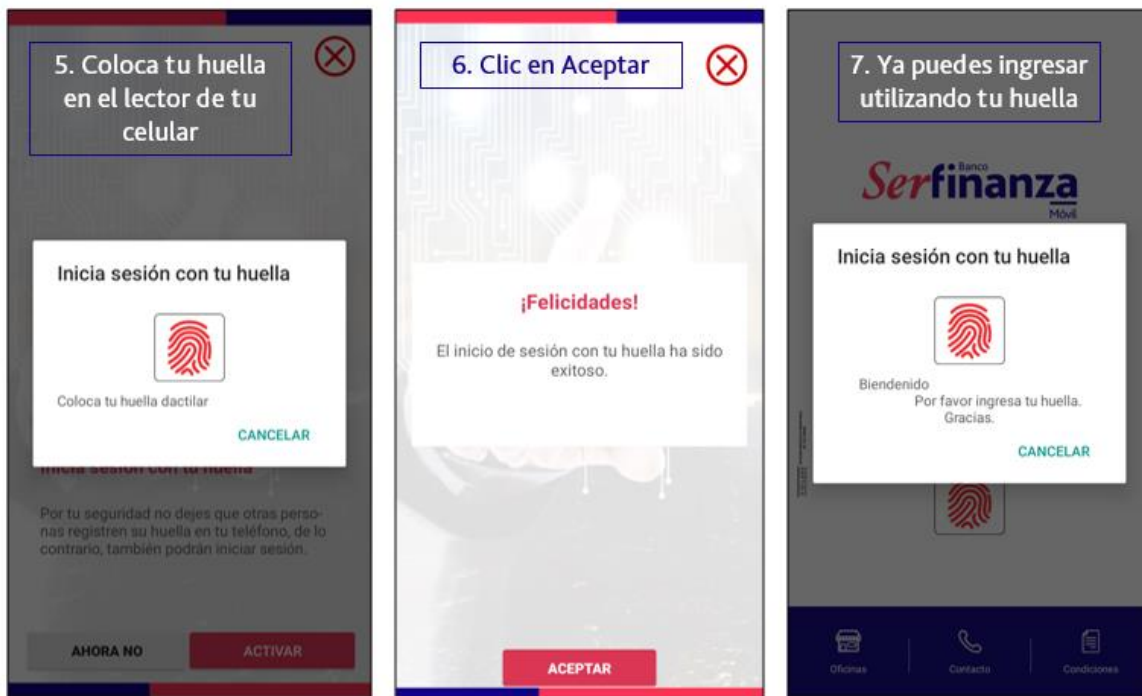 5. Coloca tu huella
en el lector de tu
celular
Inicia sesión con tu huella
Coloca tu huella dactilar
CANCELAR
Inicia sesión con tu huella
Por tu seguridad no dejes que otras perso-
nas registren su huella en tu teléfono, de lo
contrario, también podrán iniciar sesión.
AHORA NO
ACTIVAR
6. Clic en Aceptar
¡Felicidades!
El inicio de sesión con tu huella ha sido
exitoso.
ACEPTAR
7. Ya puedes ingresar
utilizando tu huella
Banco
Serfinanza
Móvil
Inicia sesión con tu huella
Biendenido
Por favor ingresa tu huella.
Gracias.
CANCELAR
Oficinas
Contacto
Condiciones